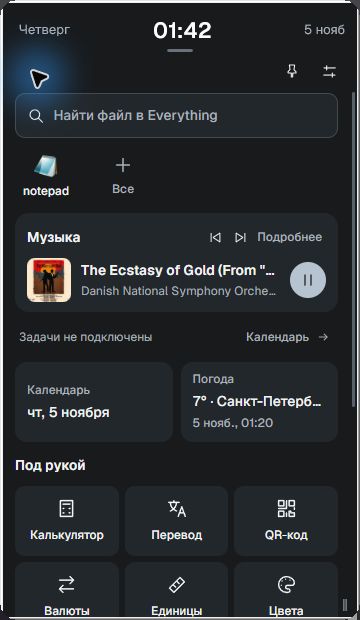 Четверг
01:42
5 нояб
Найти файл в Everything
notepad
Все
Музыка
Подробнее
The Ecstasy of Gold (From "...
Danish National Symphony Orche...
Задачи не подключены
Календарь →
Календарь
чт, 5 ноября
Погода
7° · Санкт-Петерб...
5 нояб., 01:20
Под рукой
Калькулятор
Перевод
QR-код
Валюты
Единицы
Цвета